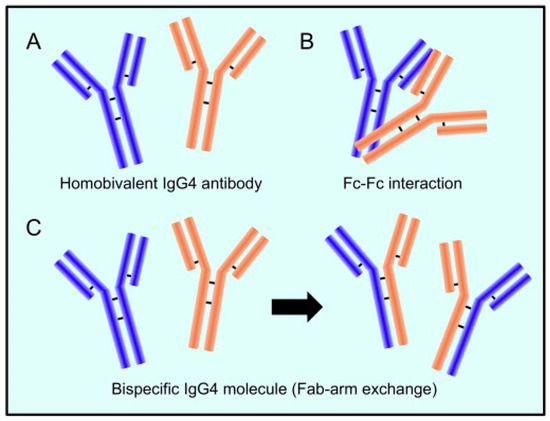 A
B
Homobivalent IgG4 antibody
Fc-Fc interaction
C
Bispecific IgG4 molecule (Fab-arm exchange)